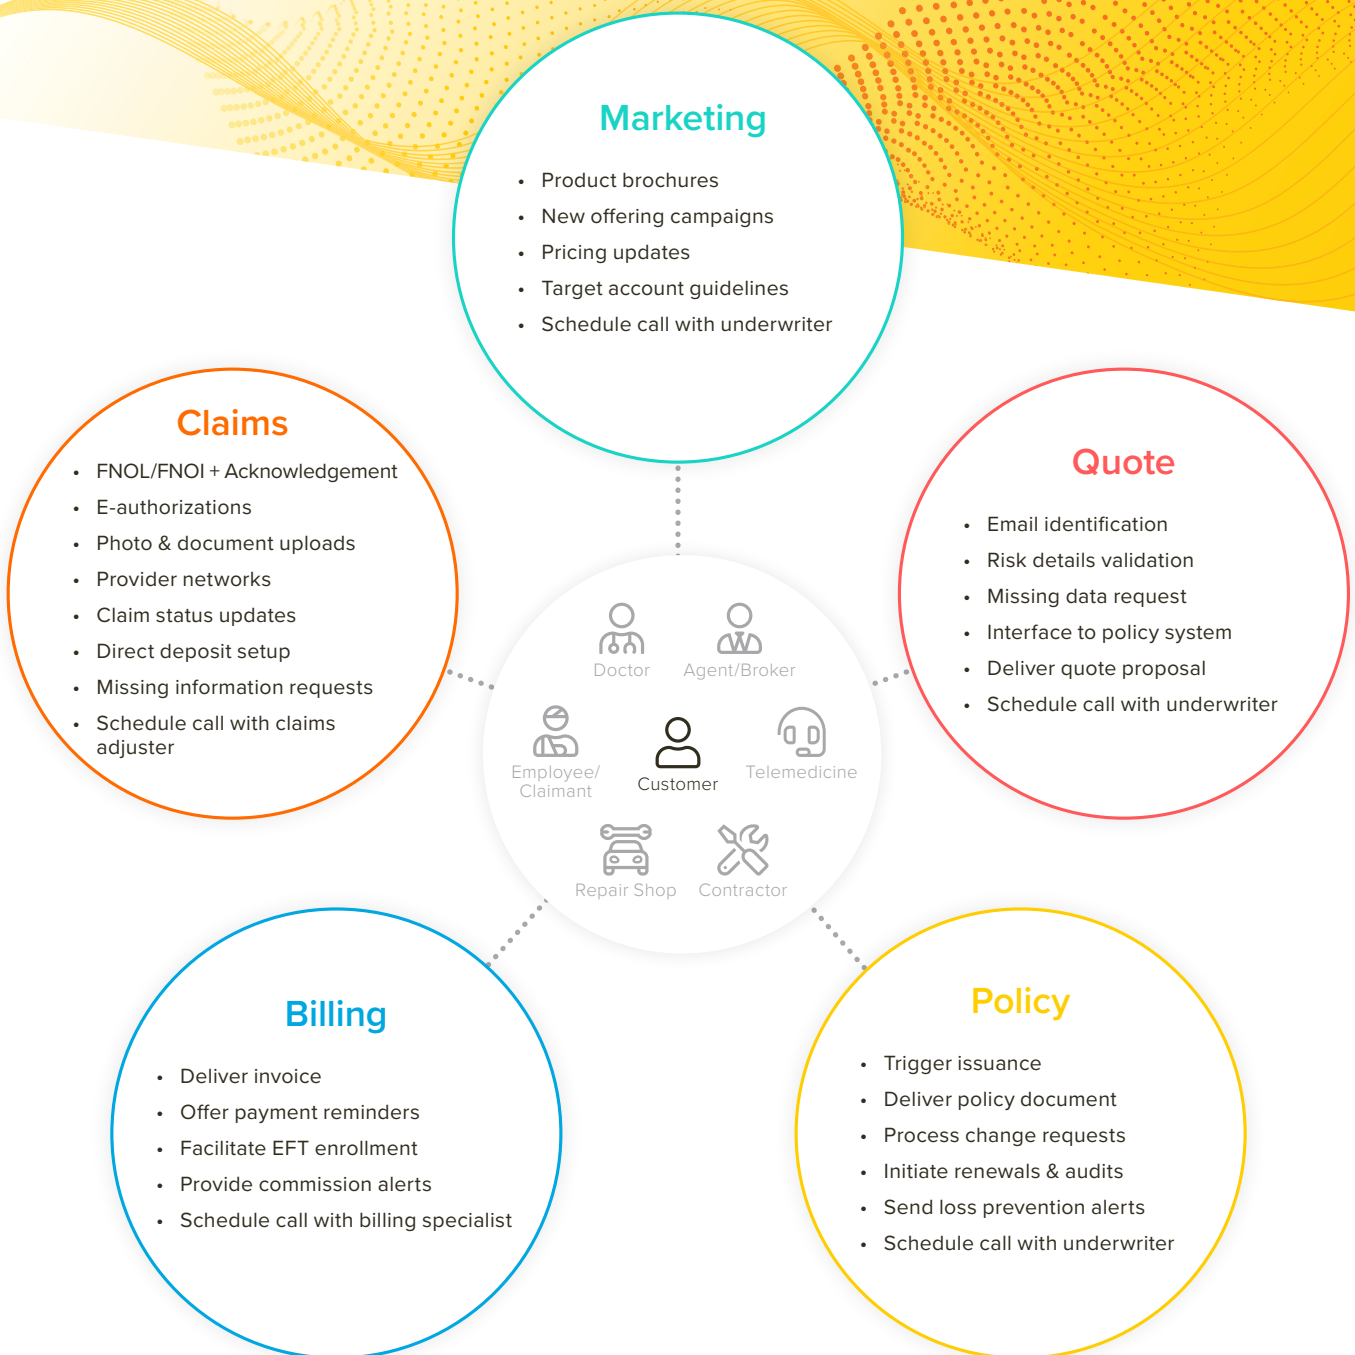 Marketing
• Product brochures
• New offering campaigns
• Pricing updates
• Target account guidelines
• Schedule call with underwriter
Claims
• FNOL/FNOI + Acknowledgement
• E-authorizations
• Photo & document uploads
• Provider networks
• Claim status updates
• Direct deposit setup
• Missing information requests
• Schedule call with claims
adjuster
Quote
• Email identification
• Risk details validation
• Missing data request
• Interface to policy system
• Deliver quote proposal
• Schedule call with underwriter
Doctor
Agent/Broker
Employee/
Claimant
Customer
Telemedicine
Repair Shop
Contractor
Billing
• Deliver invoice
• Offer payment reminders
• Facilitate EFT enrollment
• Provide commission alerts
• Schedule call with billing specialist
Policy
• Trigger issuance
• Deliver policy document
• Process change requests
• Initiate renewals & audits
• Send loss prevention alerts
• Schedule call with underwriter